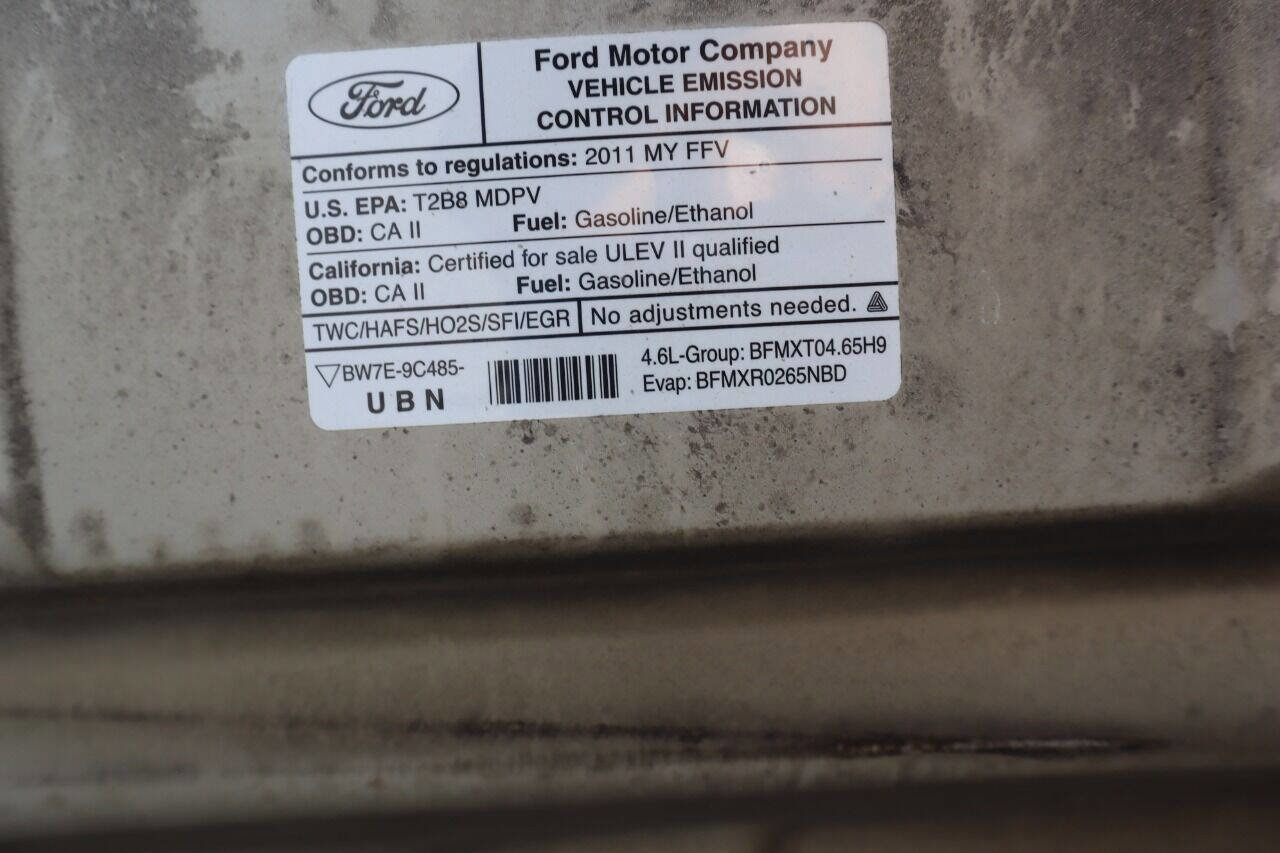 Ford
Ford Motor Company
VEHICLE EMISSION
CONTROL INFORMATION
Conforms to regulations: 2011 MY FFV
U.S. EPA: T2B8 MDPV
OBD: CA II Fuel: Gasoline/Ethanol
California: Certified for sale ULEV II qualified
OBD: CA II Fuel: Gasoline/Ethanol
TWC/HAFS/HO2S/SFI/EGR No adjustments needed.
BW7E-9C485-
UBN
4.6L-Group: BFMXT04.65H9
Evap: BFMXR0265NBD